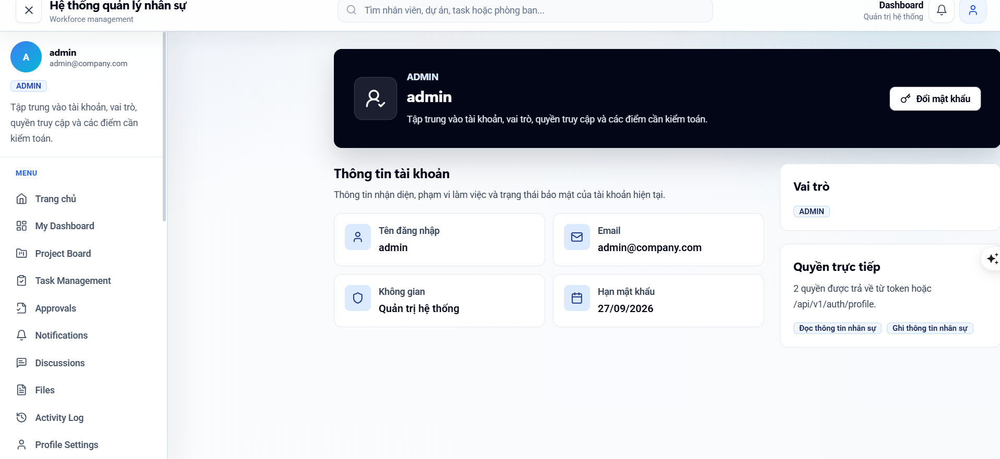 Hệ thống quản lý nhân sự
Workforce management
Tìm nhân viên, dự án, task hoặc phòng ban...
Dashboard
Quản trị hệ thống
A
admin
admin@company.com
ADMIN
Tập trung vào tài khoản, vai trò,
quyền truy cập và các điểm cần
kiểm toán.
MENU
Trang chủ
My Dashboard
Project Board
Task Management
Approvals
Notifications
Discussions
Files
Activity Log
Profile Settings
ADMIN
admin
Tập trung vào tài khoản, vai trò, quyền truy cập và các điểm cần kiểm toán.
Đổi mật khẩu
Thông tin tài khoản
Thông tin nhận diện, phạm vi làm việc và trạng thái bảo mật của tài khoản hiện tại.
Tên đăng nhập
admin
Email
admin@company.com
Không gian
Quản trị hệ thống
Hạn mật khẩu
27/09/2026
Vai trò
ADMIN
Quyền trực tiếp
2 quyền được trả về từ token hoặc
/api/v1/auth/profile.
Đọc thông tin nhân sự
Ghi thông tin nhân sự